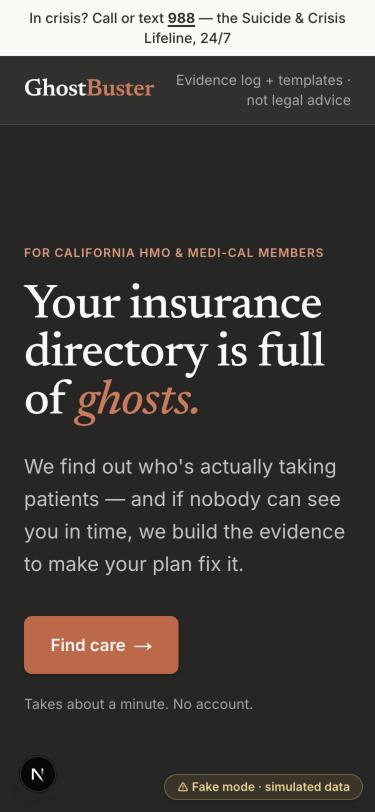 In crisis? Call or text 988 — the Suicide & Crisis
Lifeline, 24/7
GhostBuster
Evidence log + templates ·
not legal advice
FOR CALIFORNIA HMO & MEDI-CAL MEMBERS
Your insurance
directory is full
of ghosts.
We find out who's actually taking
patients — and if nobody can see
you in time, we build the evidence
to make your plan fix it.
Find care →
Takes about a minute. No account.
N
⚠ Fake mode · simulated data